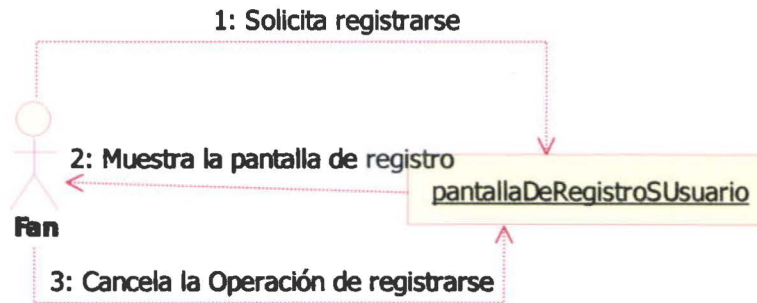 1: Solicita registrarse
2: Muestra la pantalla de registro
pantallaDeRegistroSUsuario
Fan
3: Cancela la Operación de registrarse